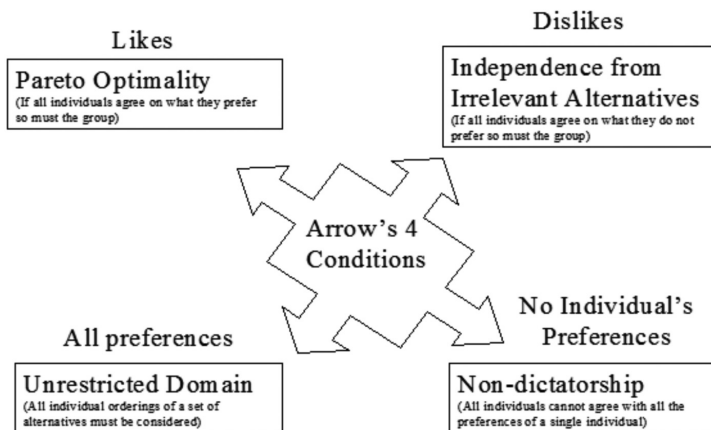 Likes
Pareto Optimality
(If all individuals agree on what they prefer
so must the group)
Dislikes
Independence from
Irrelevant Alternatives
(If all individuals agree on what they do not
prefer so must the group)
Arrow's 4
Conditions
All preferences
Unrestricted Domain
(All individual orderings of a set of
alternatives must be considered)
No Individual's
Preferences
Non-dictatorship
(All individuals cannot agree with all the
preferences of a single individual)